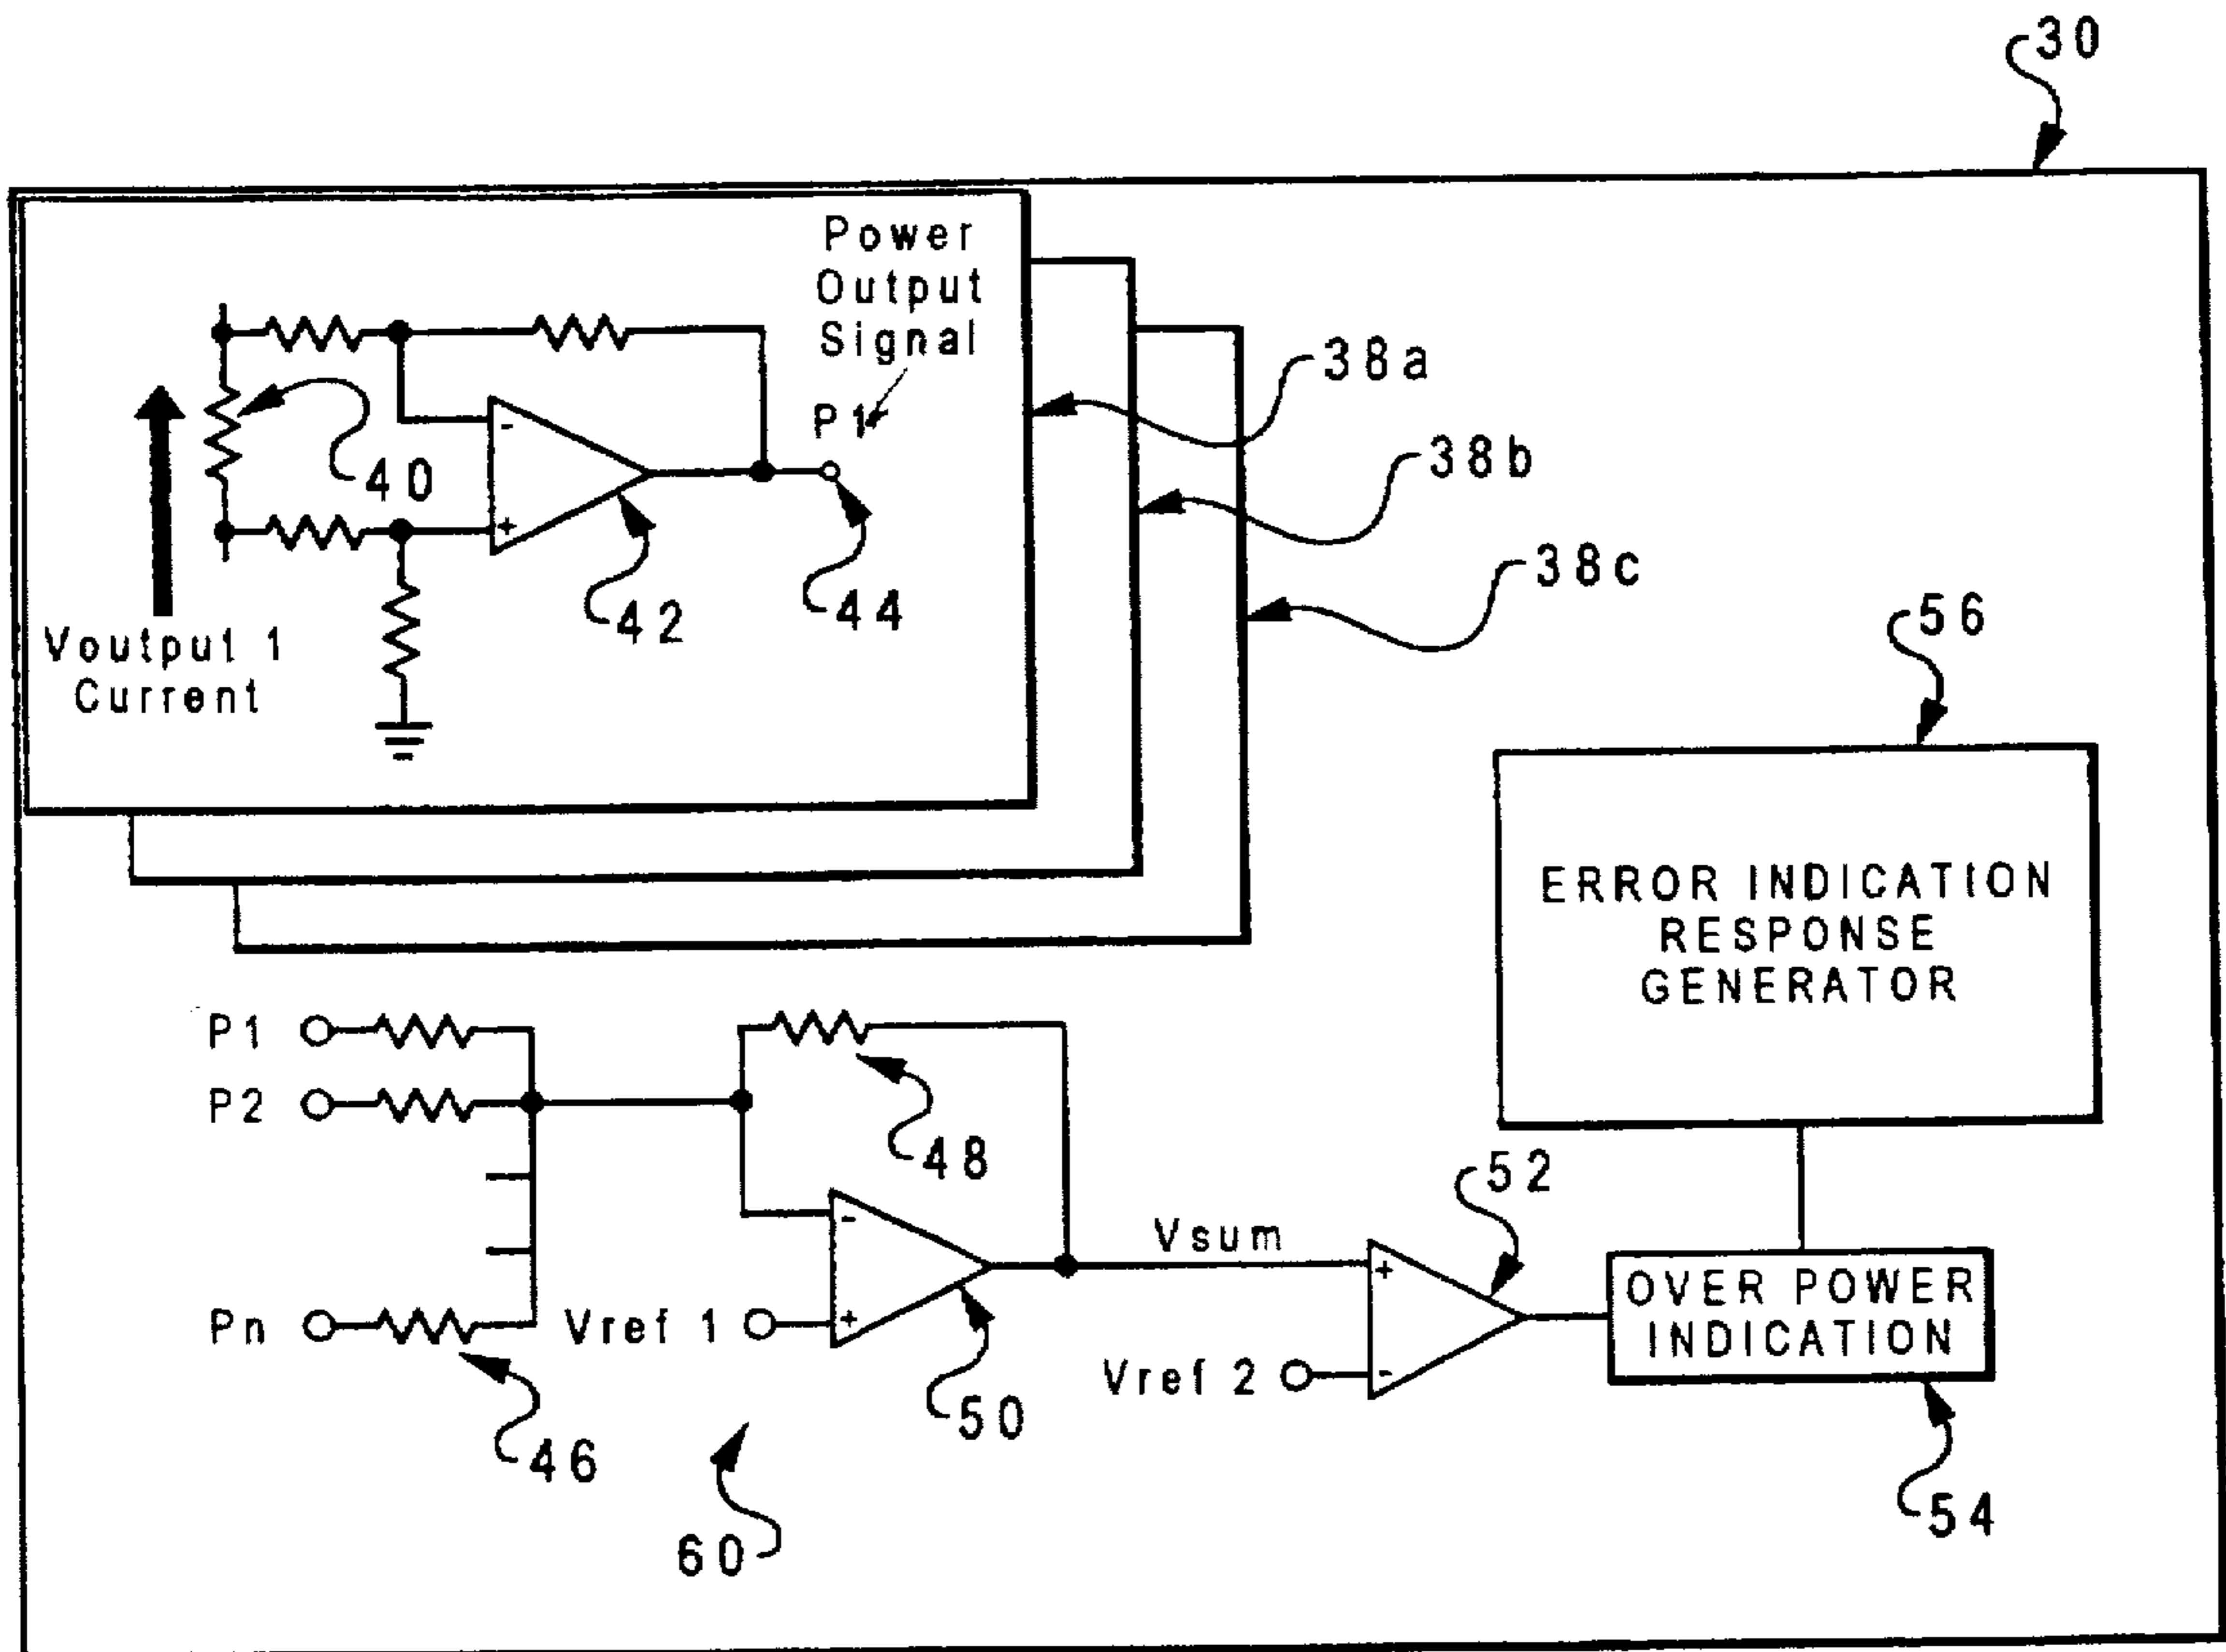 30
Power
Output
Signal
P1
38a
38b
38c
40
42
44
Voutput 1
Current
-
+
56
ERROR INDICATION
RESPONSE
GENERATOR
P1
P2
Pn
46
48
-
+
Vref 1
50
60
Vsum
52
+
-
Vref 2
OVER POWER
INDICATION
54